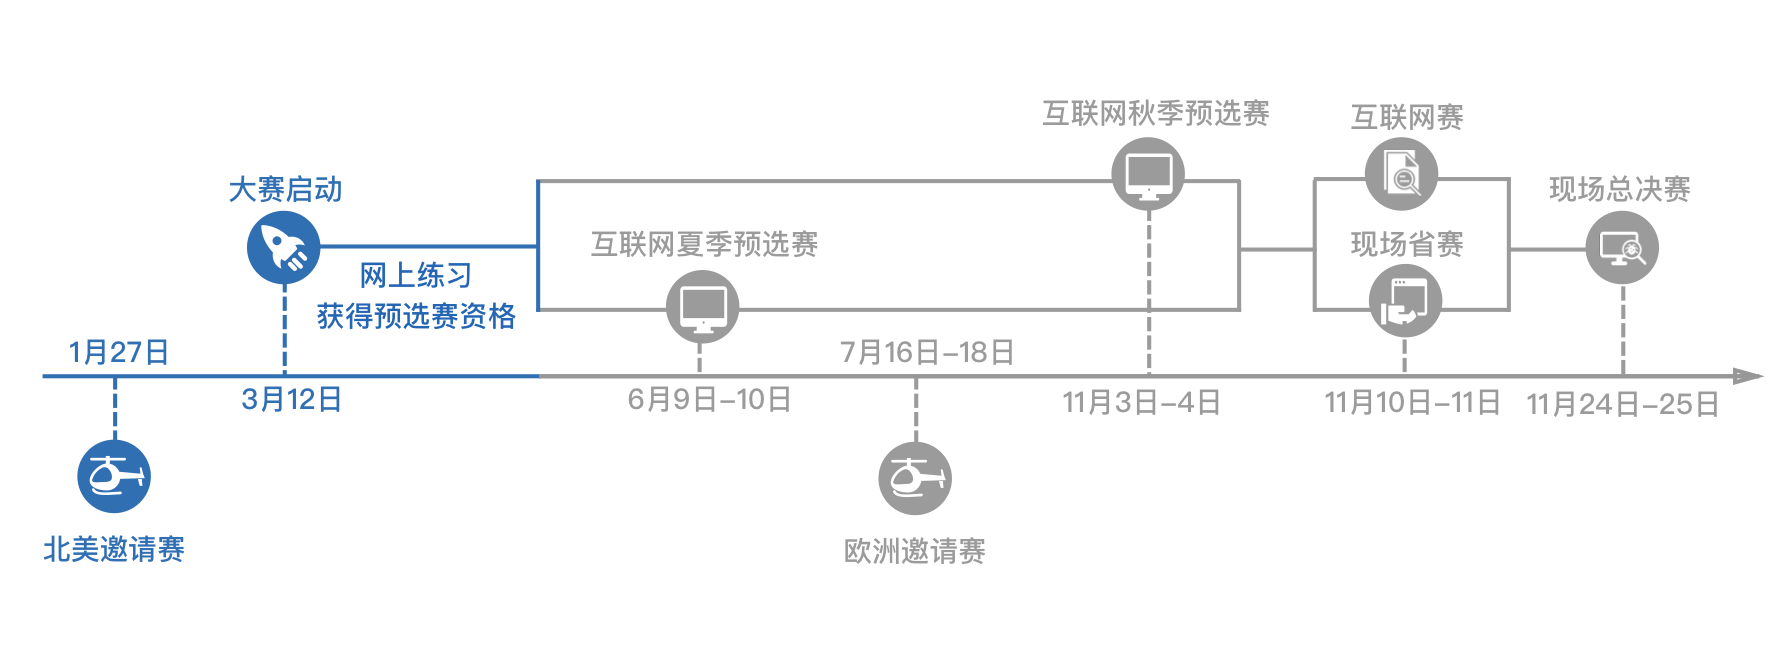 互联网秋季预选赛
互联网赛
大赛启动
现场总决赛
互联网夏季预选赛
现场省赛
网上练习
获得预选赛资格
1月27日
7月16日-18日
3月12日
6月9日-10日
11月3日-4日
11月10日-11日
11月24日-25日
北美邀请赛
欧洲邀请赛